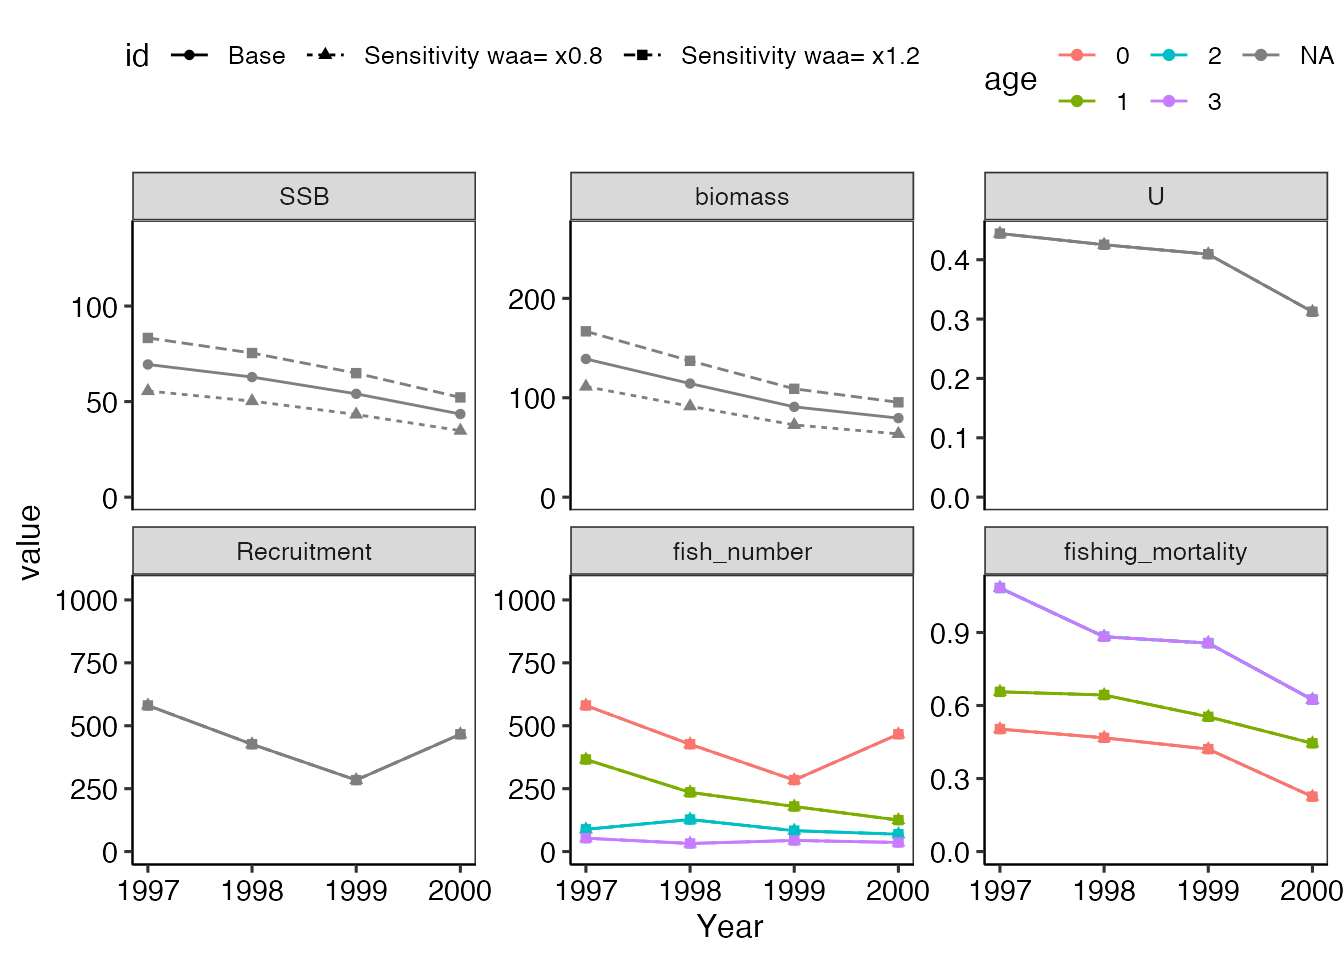 id Base Sensitivity waa= x0.8 Sensitivity waa= x1.2
age 0 2 NA
1 3
SSB biomass U
100 50 0
200 100 0
0.4 0.3 0.2 0.1 0.0
value
Recruitment fish_number fishing_mortality
1000 750 500 250 0
1000 750 500 250 0
0.9 0.6 0.3 0.0
1997 1998 1999 2000 1997 1998 1999 2000 1997 1998 1999 2000
Year